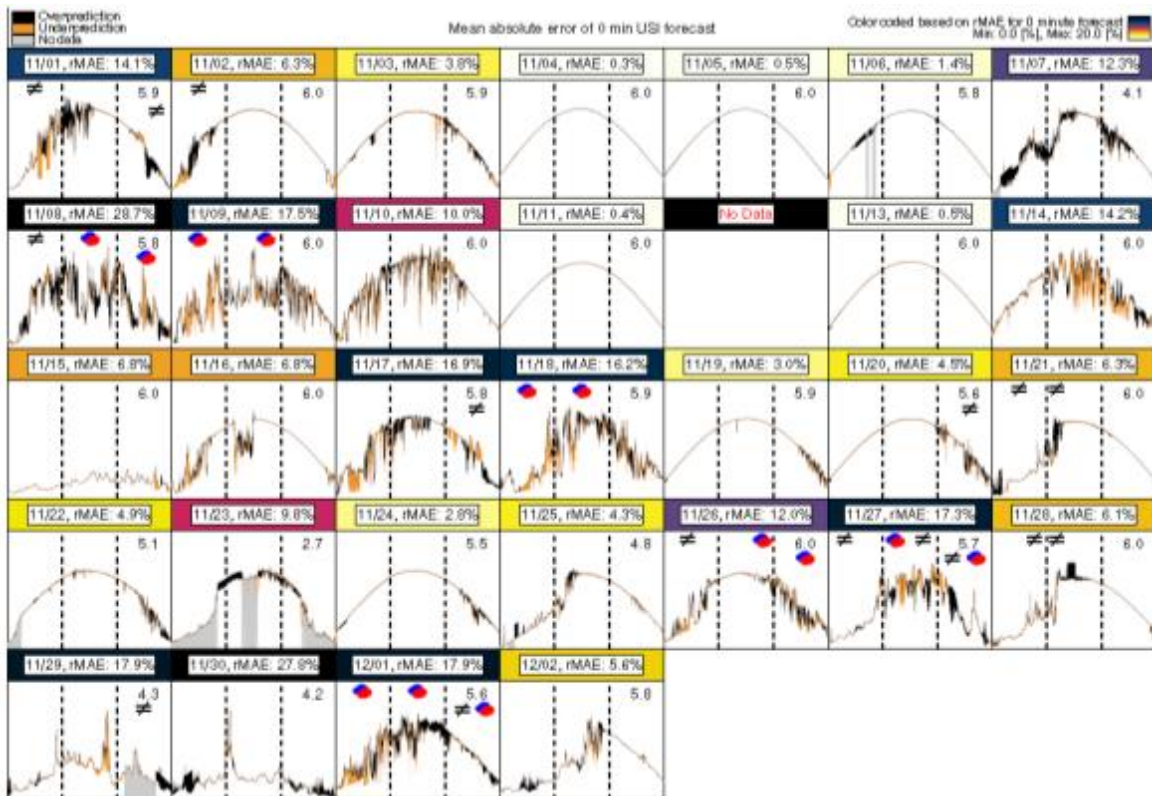 Overprediction
Underprediction
No data
Mean absolute error of 0 min USI forecast
Color coded based on rMAE for 0 minute forecast
Min: 0.0 [%], Max: 20.0 [%]
11/01, rMAE: 14.1% 11/02, rMAE: 6.3% 11/03, rMAE: 3.8% 11/04, rMAE: 0.3% 11/05, rMAE: 0.5% 11/06, rMAE: 1.4% 11/07, rMAE: 12.3%
≠ ≠ 5.9 ≠ 6.0 5.9 6.0 6.0 5.8 4.1
11/08, rMAE: 28.7% 11/09, rMAE: 17.5% 11/10, rMAE: 10.0% 11/11, rMAE: 0.4% No Data 11/13, rMAE: 0.5% 11/14, rMAE: 14.2%
≠ 5.8 6.0 6.0 6.0 6.0 6.0
11/15, rMAE: 6.8% 11/16, rMAE: 6.8% 11/17, rMAE: 16.9% 11/18, rMAE: 16.2% 11/19, rMAE: 3.0% 11/20, rMAE: 4.5% 11/21, rMAE: 6.3%
6.0 6.0 5.8 ≠ 5.9 5.9 5.6 ≠ ≠ ≠ 6.0
11/22, rMAE: 4.9% 11/23, rMAE: 9.8% 11/24, rMAE: 2.8% 11/25, rMAE: 4.3% 11/26, rMAE: 12.0% 11/27, rMAE: 17.3% 11/28, rMAE: 6.1%
5.1 2.7 5.5 4.8 ≠ 6.0 ≠ ≠ ≠ 5.7 ≠ ≠ 6.0
11/29, rMAE: 17.9% 11/30, rMAE: 27.8% 12/01, rMAE: 17.9% 12/02, rMAE: 5.6%
4.3 ≠ 4.2 5.6 ≠ 5.8